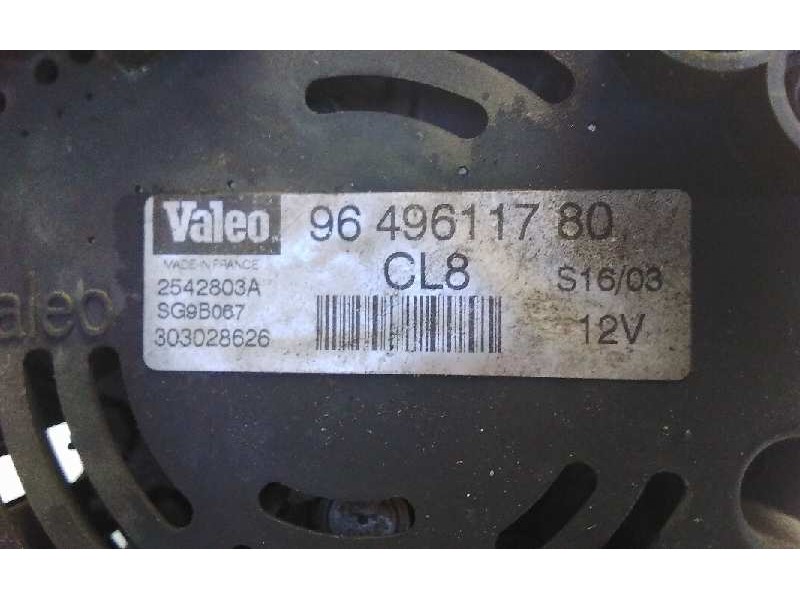 Valeo 96 496117 80
MADE IN FRANCE CL8 S16/03
2542803A
SG9B067 12V
303028626
aleo